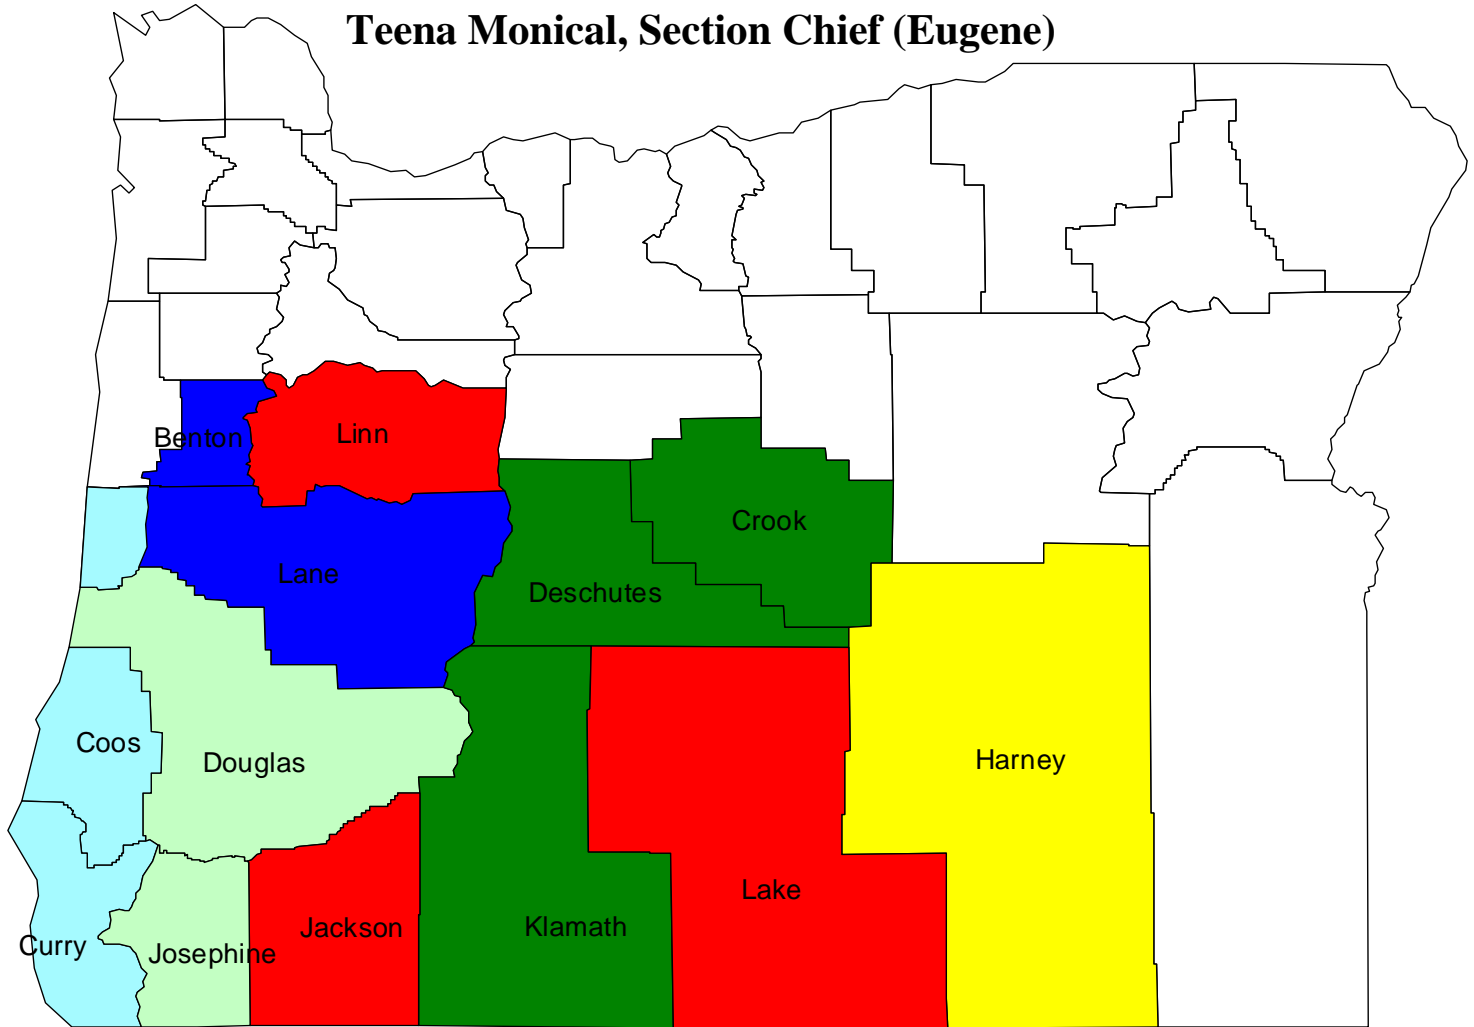 Teena Monical, Section Chief (Eugene)
Benton
Linn
Crook
Lane
Deschutes
Coos
Douglas
Harney
Lake
Curry
Josephine
Jackson
Klamath